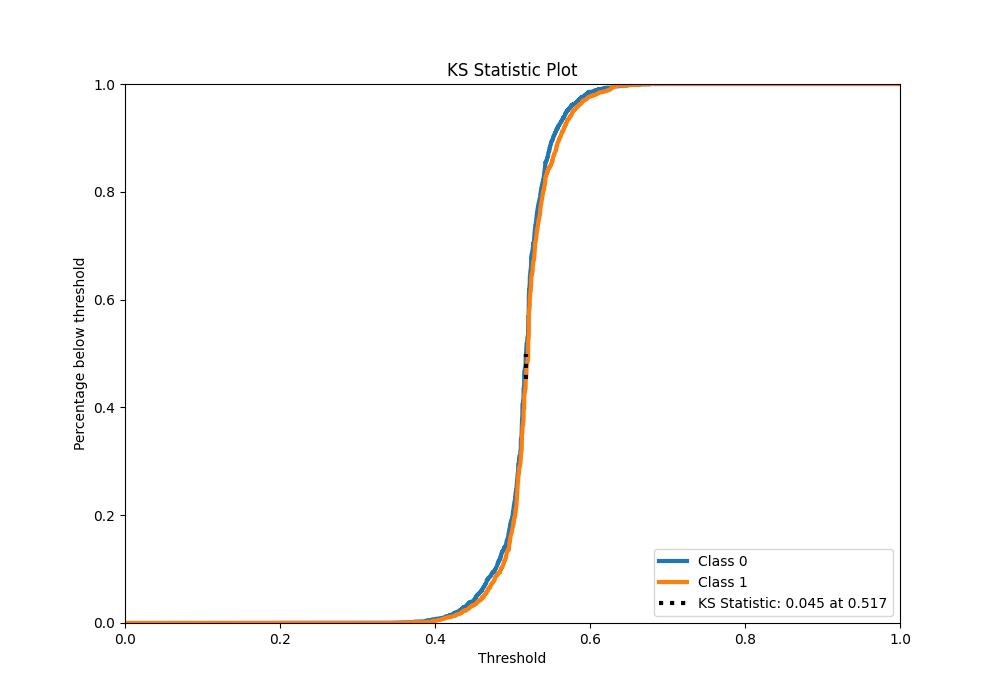 KS Statistic Plot
1.0
0.8
0.6
0.4
0.2
0.0
Percentage below threshold
0.0 0.2 0.4 0.6 0.8 1.0
Threshold
Class 0
Class 1
KS Statistic: 0.045 at 0.517